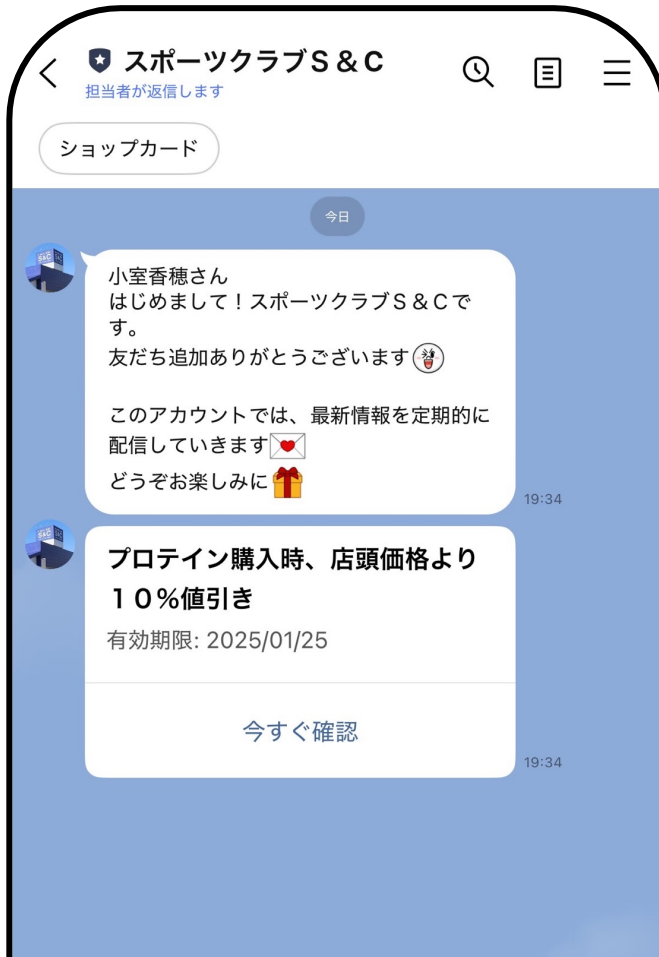 スポーツクラブS&C
担当者が返信します
ショップカード
今日
小室香穂さん
はじめまして！スポーツクラブS＆Cで
す。
友だち追加ありがとうございます
このアカウントでは、最新情報を定期的に
配信していきます
どうぞお楽しみに
19:34
プロテイン購入時、店頭価格より
１０%値引き
有効期限: 2025/01/25
今すぐ確認
19:34